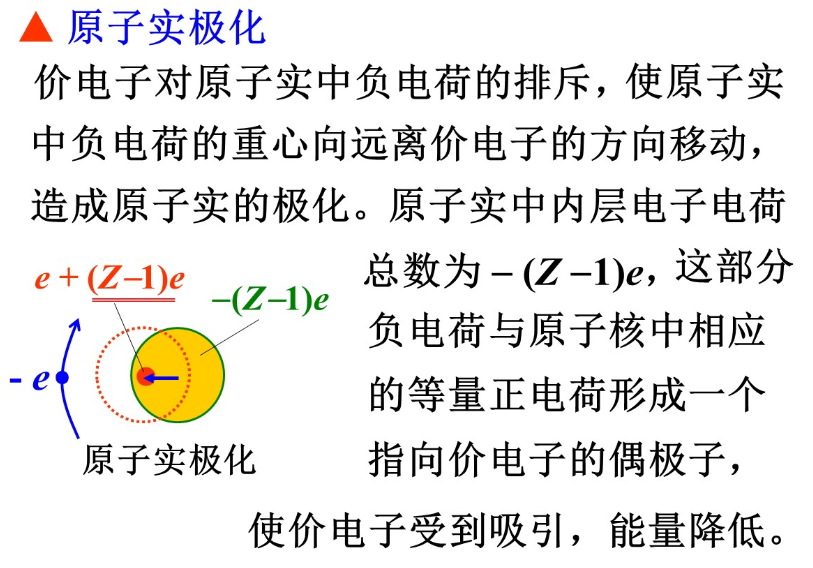 ▲ 原子实极化
价电子对原子实中负电荷的排斥，使原子实
中负电荷的重心向远离价电子的方向移动，
造成原子实的极化。原子实中内层电子电荷
总数为 – (Z –1)e，这部分
负电荷与原子核中相应
的等量正电荷形成一个
指向价电子的偶极子，
使价电子受到吸引，能量降低。
e + (Z–1)e
–(Z–1)e
- e
原子实极化